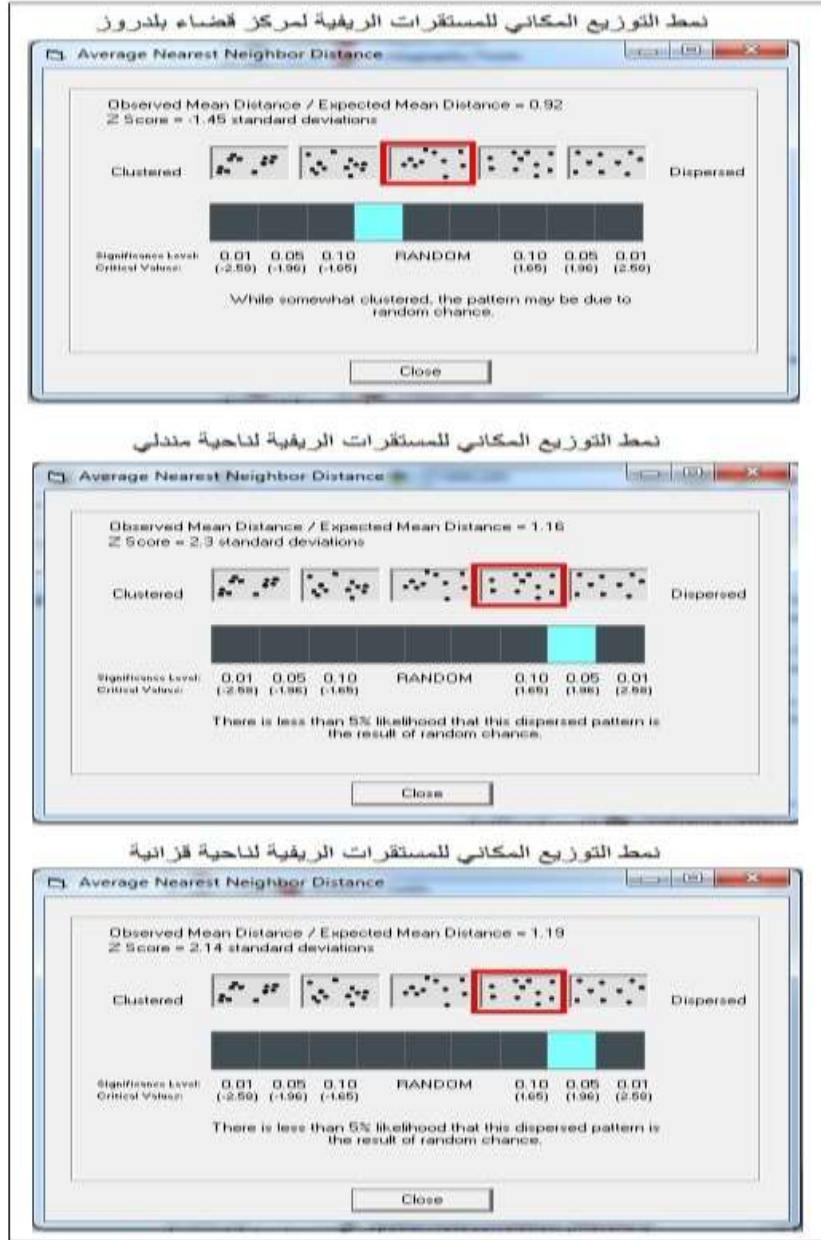 نمط التوزيع المكاني للمستقرات الريفية لمركز قضاء بلدروز
Average Nearest Neighbor Distance
Observed Mean Distance / Expected Mean Distance = 0.92
Z Score = -1.45 standard deviations
Clustered
Dispersed
Significance Level: 0.01 0.05 0.10 RANDOM 0.10 0.05 0.01
Critical Values: (-2.58) (-1.96) (-1.65) (1.65) (1.96) (2.58)
While somewhat clustered, the pattern may be due to
random chance.
Close
نمط التوزيع المكاني للمستقرات الريفية لناحية مندلي
Average Nearest Neighbor Distance
Observed Mean Distance / Expected Mean Distance = 1.16
Z Score = 2.3 standard deviations
Clustered
Dispersed
Significance Level: 0.01 0.05 0.10 RANDOM 0.10 0.05 0.01
Critical Values: (-2.58) (-1.96) (-1.65) (1.65) (1.96) (2.58)
There is less than 5% likelihood that this dispersed pattern is
the result of random chance.
Close
نمط التوزيع المكاني للمستقرات الريفية لناحية قزانية
Average Nearest Neighbor Distance
Observed Mean Distance / Expected Mean Distance = 1.19
Z Score = 2.14 standard deviations
Clustered
Dispersed
Significance Level: 0.01 0.05 0.10 RANDOM 0.10 0.05 0.01
Critical Values: (-2.58) (-1.96) (-1.65) (1.65) (1.96) (2.58)
There is less than 5% likelihood that this dispersed pattern is
the result of random chance.
Close